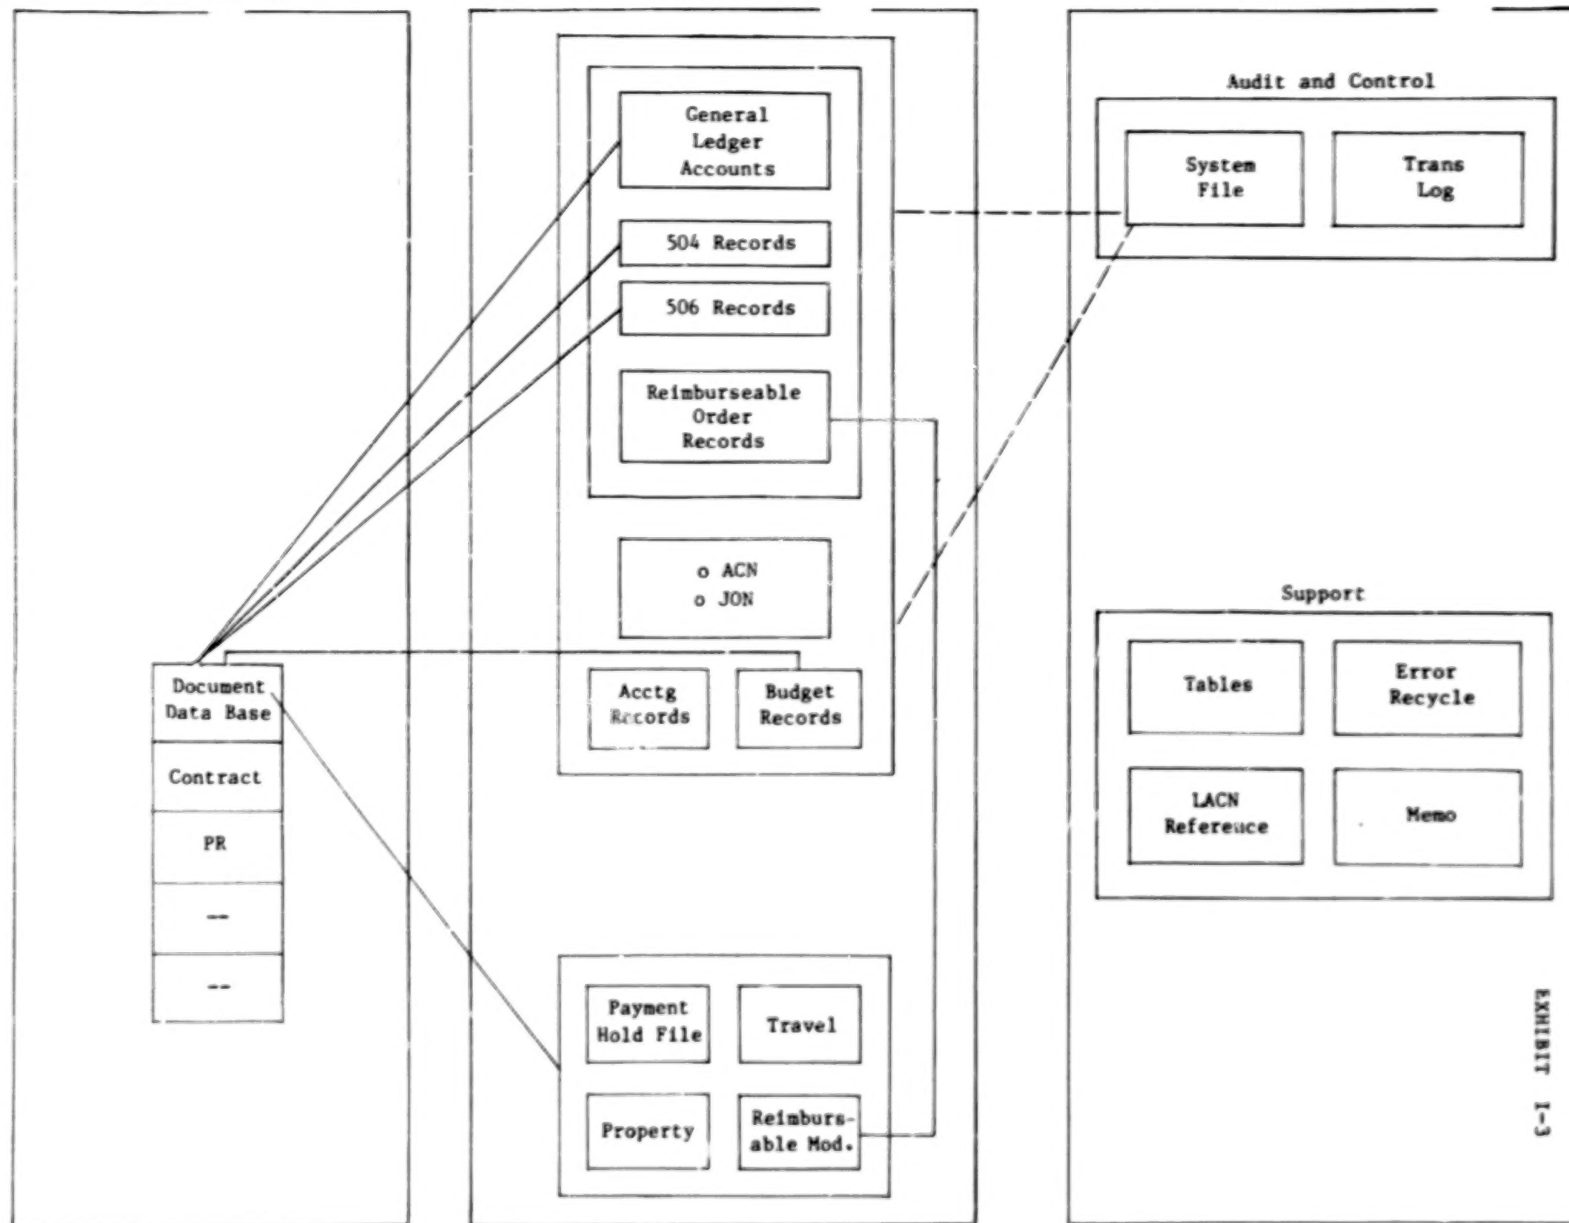 General
Ledger
Accounts
504 Records
506 Records
Reimburseable
Order
Records
o ACN
o JON
Acctg
Records
Budget
Records
Document
Data Base
Contract
PR
--
--
Payment
Hold File
Travel
Property
Reimburs-
able Mod.
Audit and Control
System
File
Trans
Log
Support
Tables
Error
Recycle
LACN
Reference
Memo
EXHIBIT I-3